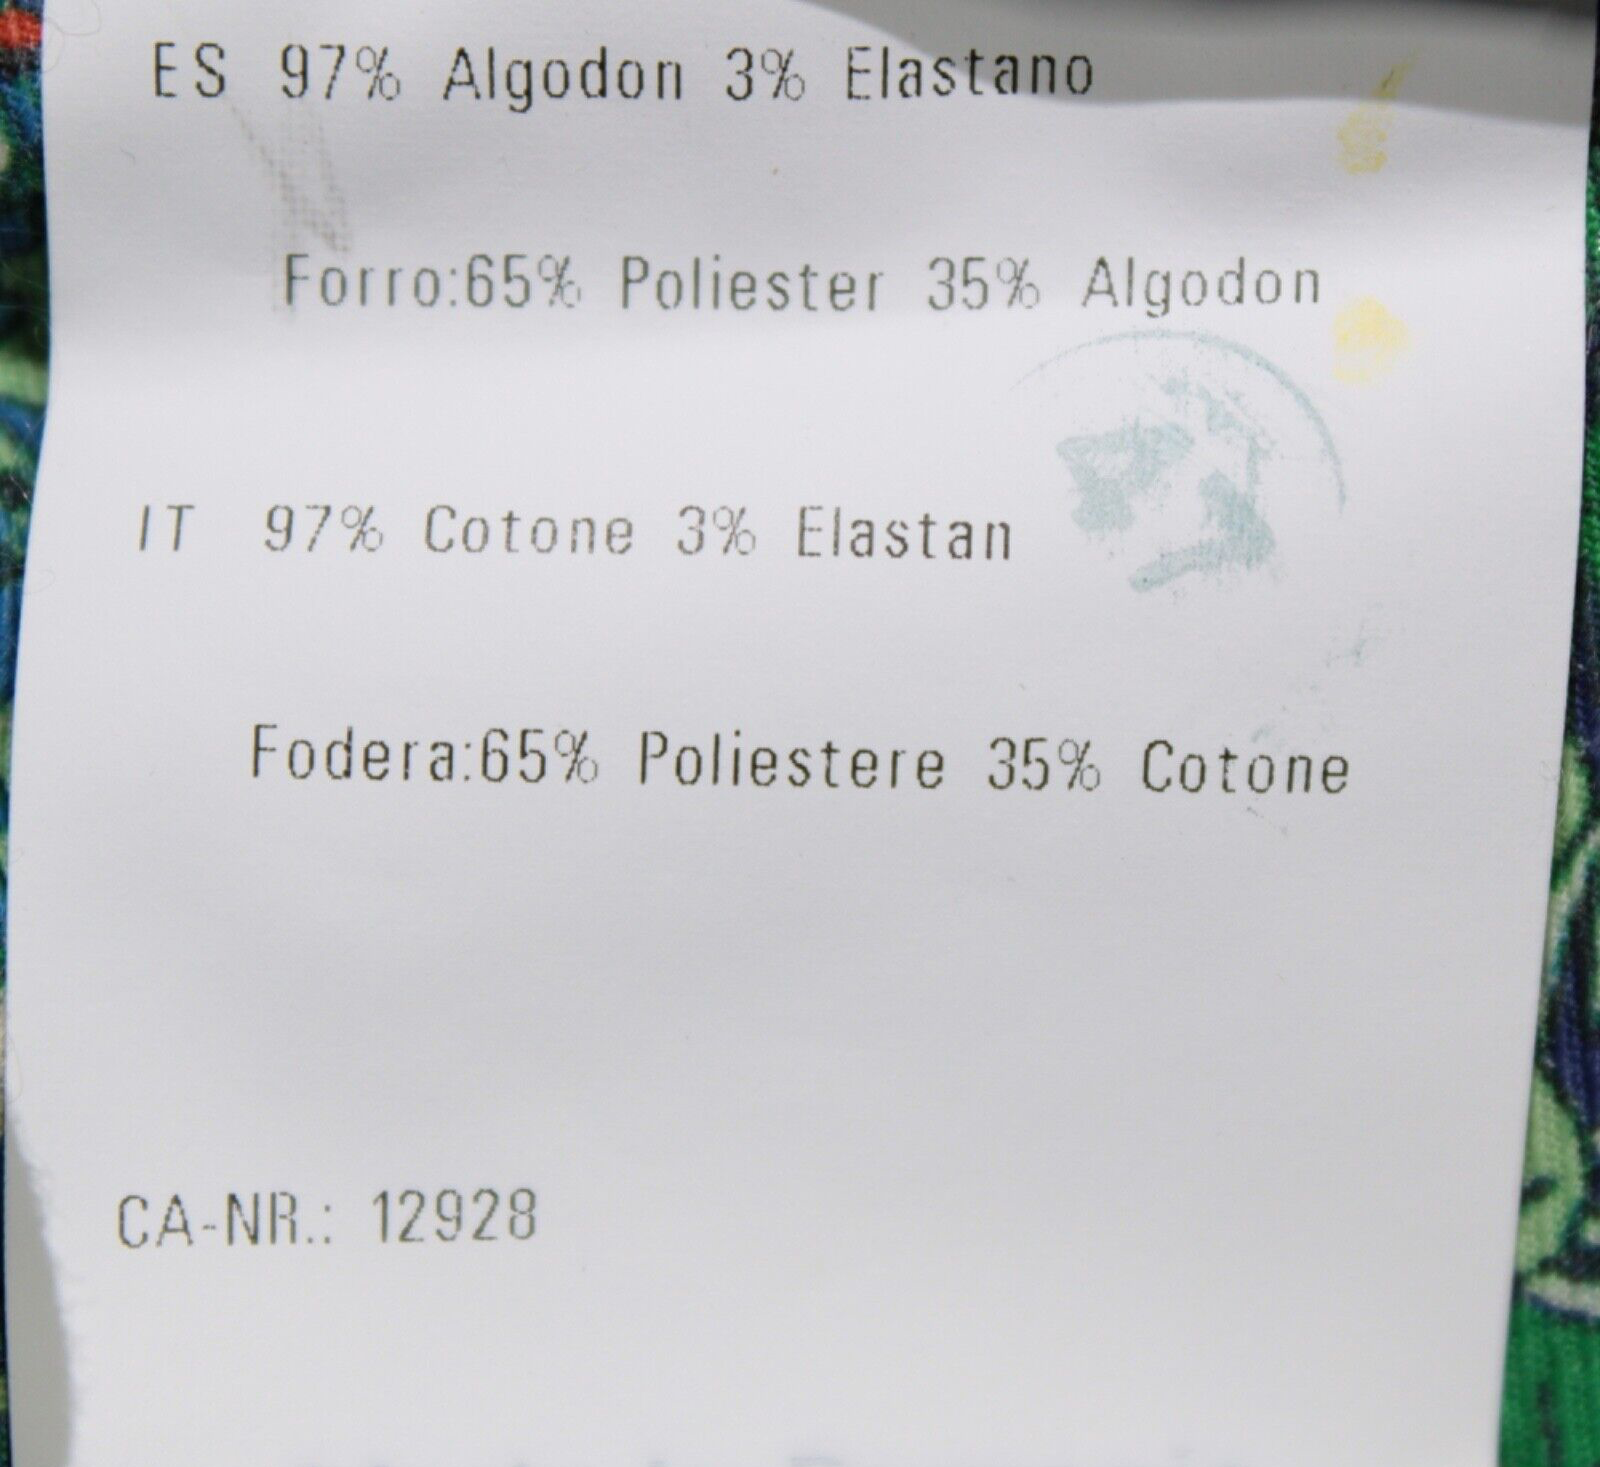 ES 97% Algodon 3% Elastano
Forro:65% Poliester 35% Algodon
IT 97% Cotone 3% Elastan
Fodera:65% Poliestere 35% Cotone
CA-NR.: 12928